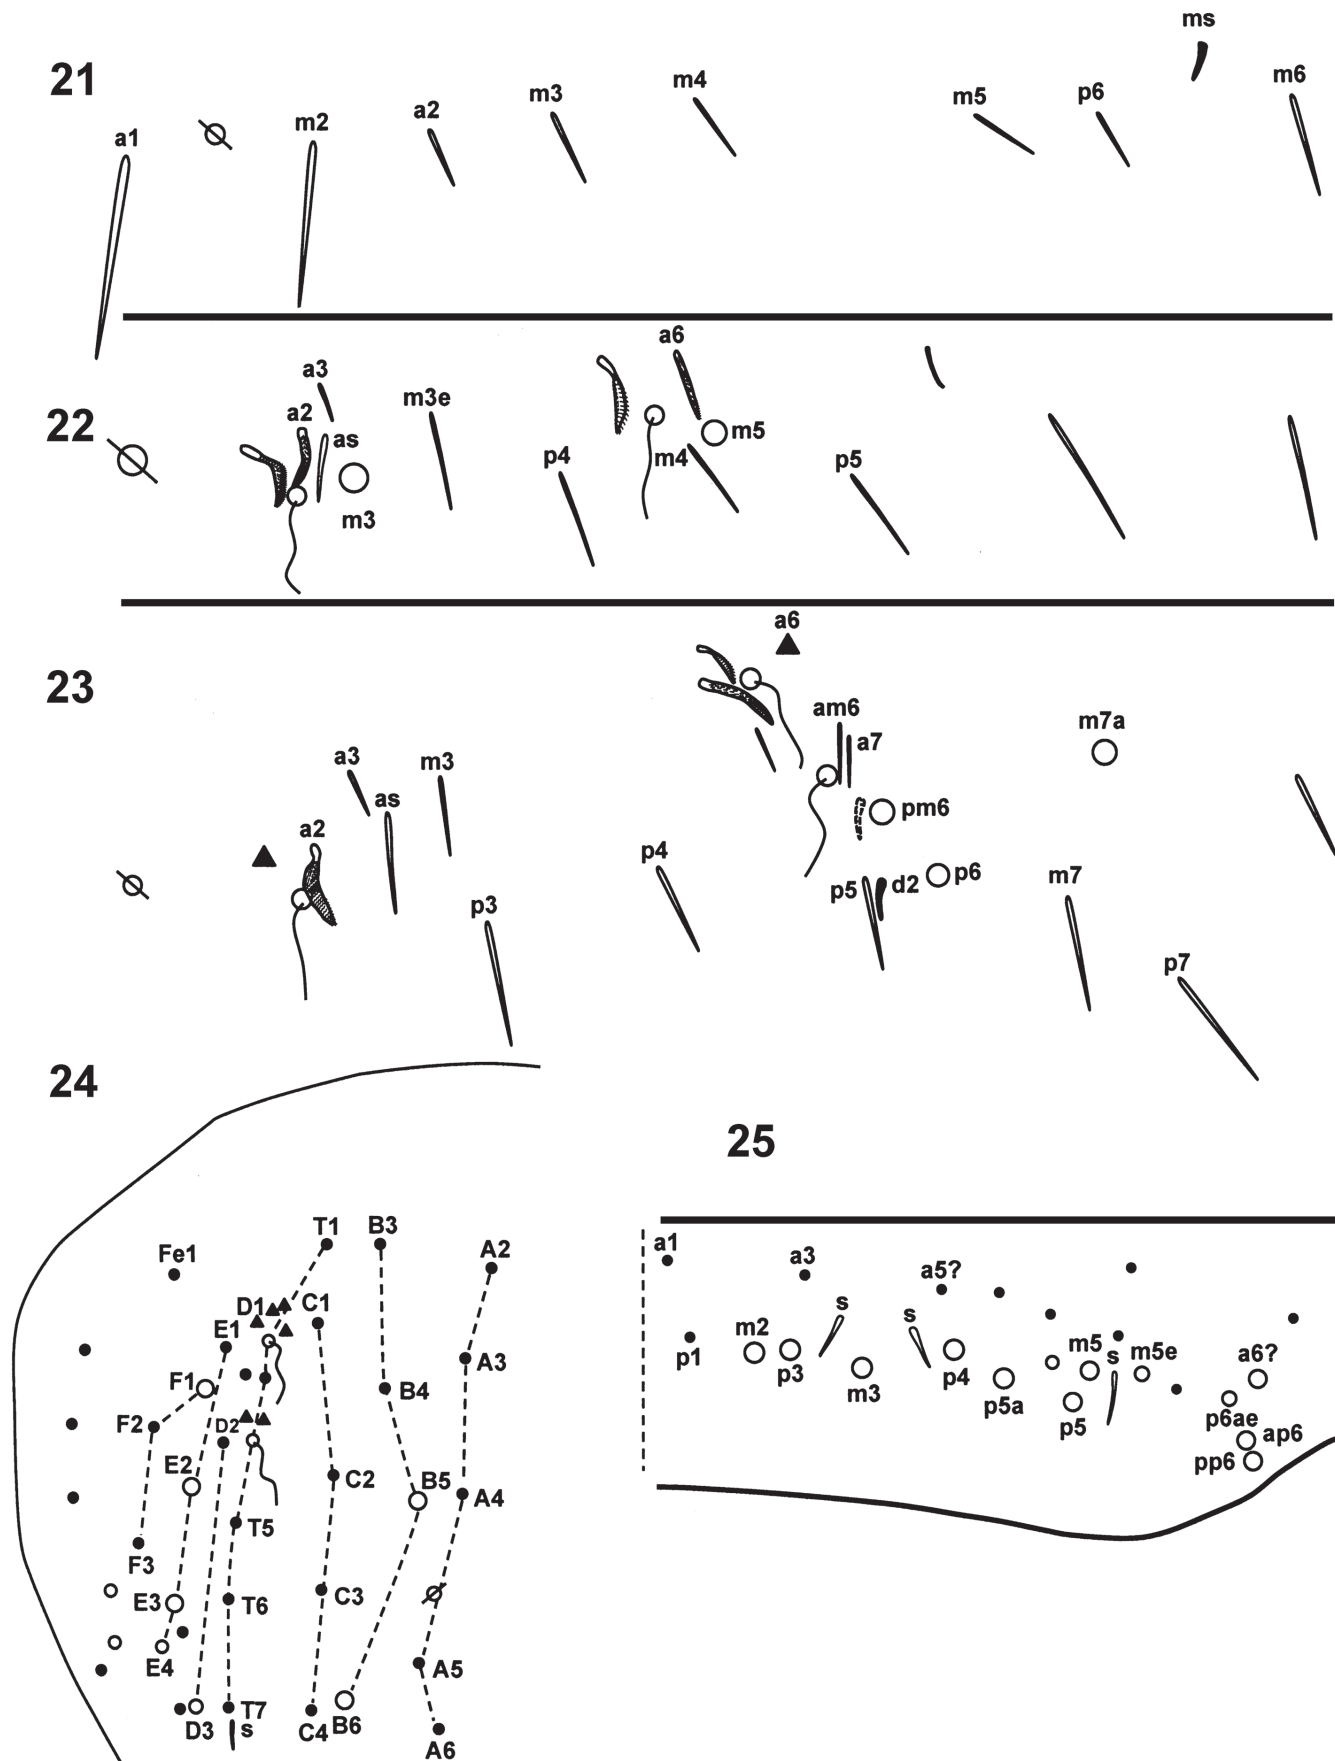 21
a1
m2
a2
m3
m4
m5
p6
ms
m6
22
a3
a2
as
m3
m3e
p4
a6
m5
m4
p5
23
a3
as
m3
a2
p3
p4
a6
am6
a7
pm6
p5
d2
p6
m7a
m7
p7
24
Fe1
T1
B3
A2
D1
C1
E1
A3
F1
B4
F2
D2
E2
C2
B5
A4
T5
F3
E3
T6
C3
E4
A5
D3
T7
s
C4
B6
A6
25
a1
a3
a5?
s
s
p1
m2
p3
m3
p4
p5a
m5
s
m5e
p5
a6?
p6ae
ap6
pp6